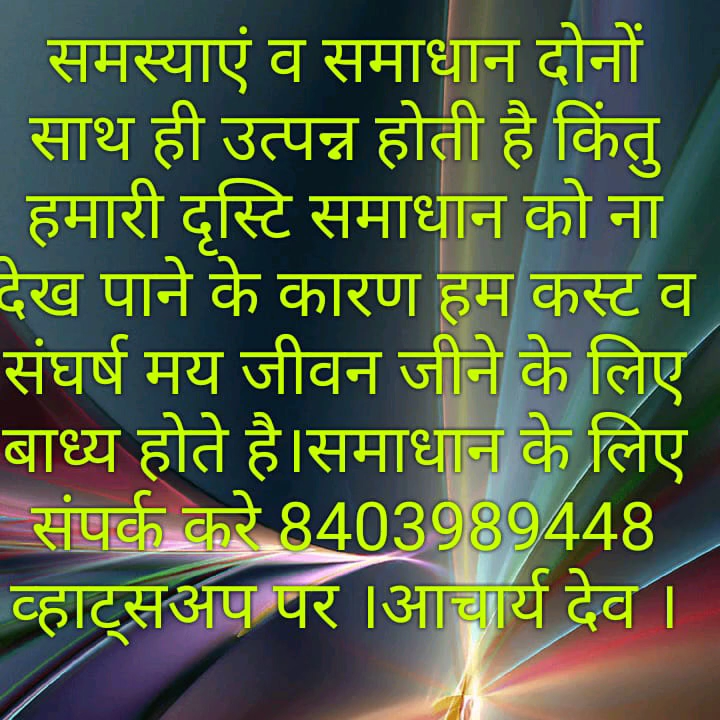 समस्याएं व समाधान दोनों
साथ ही उत्पन्न होती है किंतु
हमारी दृस्टि समाधान को ना
देख पाने के कारण हम कस्ट व
संघर्ष मय जीवन जीने के लिए
बाध्य होते है।समाधान के लिए
संपर्क करे 8403989448
व्हाट्सअप पर ।आचार्य देव ।